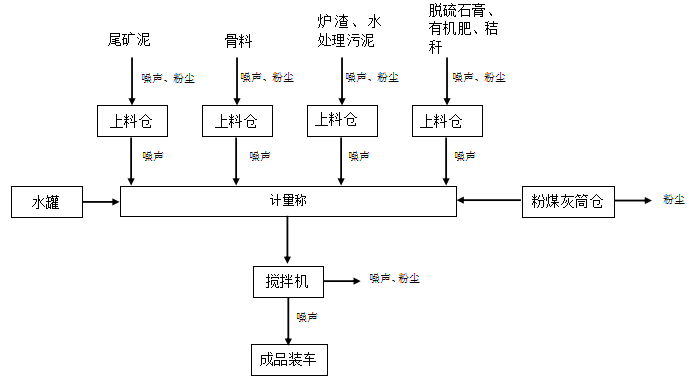 尾矿泥
骨料
炉渣、水
处理污泥
脱硫石膏、
有机肥、秸
秆
噪声、粉尘
噪声、粉尘
噪声、粉尘
噪声、粉尘
上料仓
上料仓
上料仓
上料仓
噪声
噪声
噪声
噪声
水罐
计量称
粉煤灰筒仓
粉尘
搅拌机
噪声、粉尘
噪声
成品装车